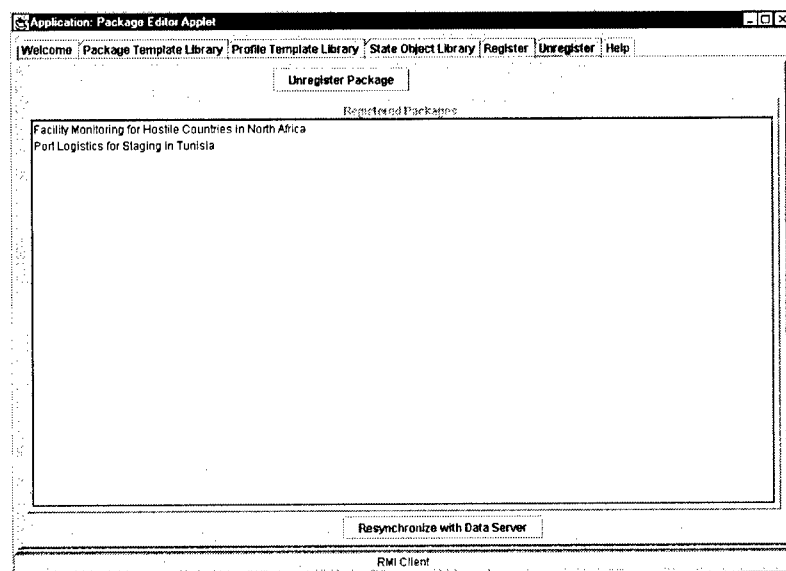 Application: Package Editor Applet
Welcome Package Template Library Profile Template Library State Object Library Register Unregister Help
Unregister Package
Registered Packages
Facility Monitoring for Hostile Countries in North Africa
Port Logistics for Staging in Tunisia
Resynchronize with Data Server
RMI Client